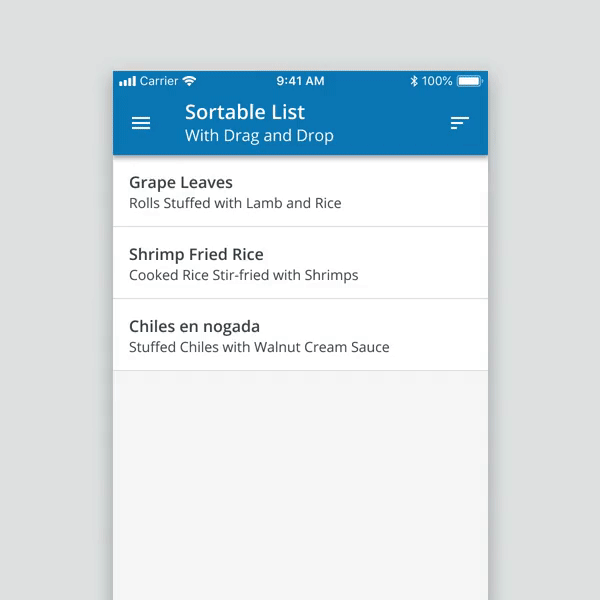 Carrier 9:41 AM 100%
Sortable List
With Drag and Drop
Grape Leaves
Rolls Stuffed with Lamb and Rice
Shrimp Fried Rice
Cooked Rice Stir-fried with Shrimps
Chiles en nogada
Stuffed Chiles with Walnut Cream Sauce